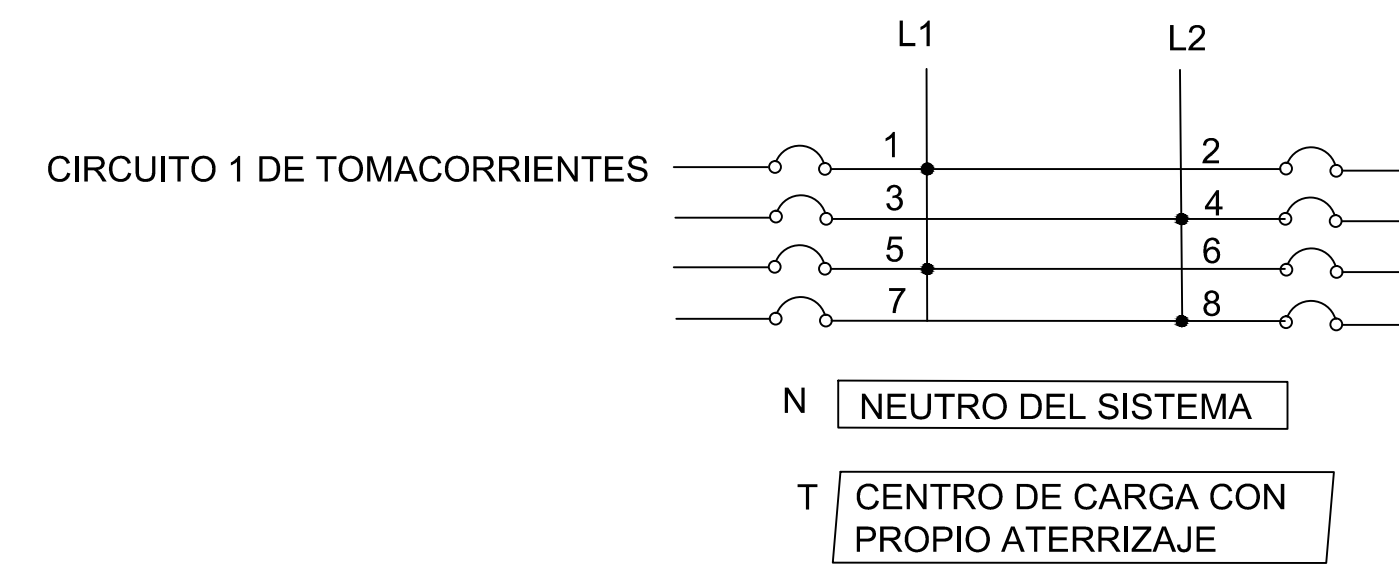 L1 L2
CIRCUITO 1 DE TOMACORRIENTES 1 2
3 4
5 6
7 8
N NEUTRO DEL SISTEMA
T CENTRO DE CARGA CON
PROPIO ATERRIZAJE